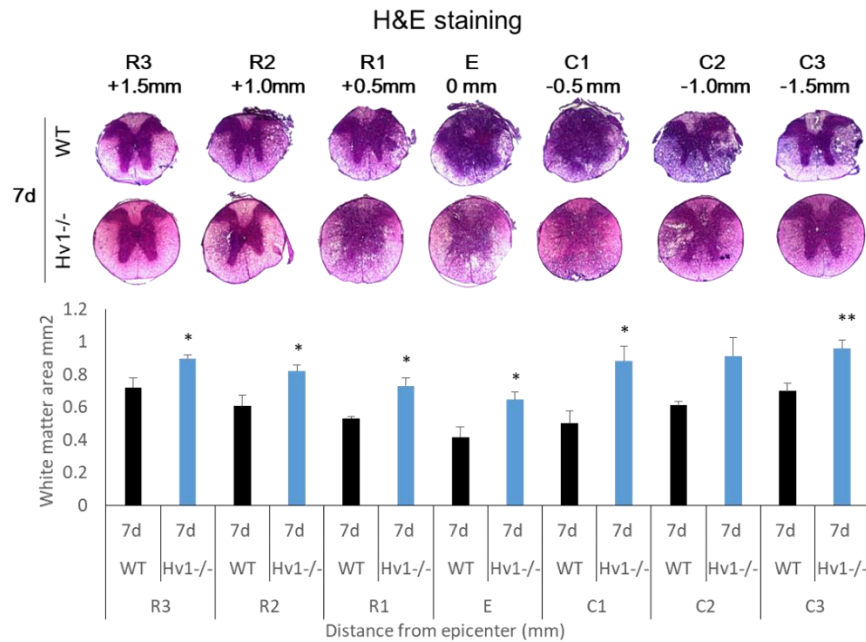 H&E staining
R3 R2 R1 E C1 C2 C3
+1.5mm +1.0mm +0.5mm 0 mm -0.5 mm -1.0mm -1.5mm
7d
WT
Hv1-/-
White matter area mm2
1.2
1
0.8
0.6
0.4
0.2
0
* * * * * **
7d 7d 7d 7d 7d 7d 7d 7d 7d 7d 7d 7d 7d 7d
WT Hv1-/- WT Hv1-/- WT Hv1-/- WT Hv1-/- WT Hv1-/- WT Hv1-/- WT Hv1-/-
R3 R2 R1 E C1 C2 C3
Distance from epicenter (mm)